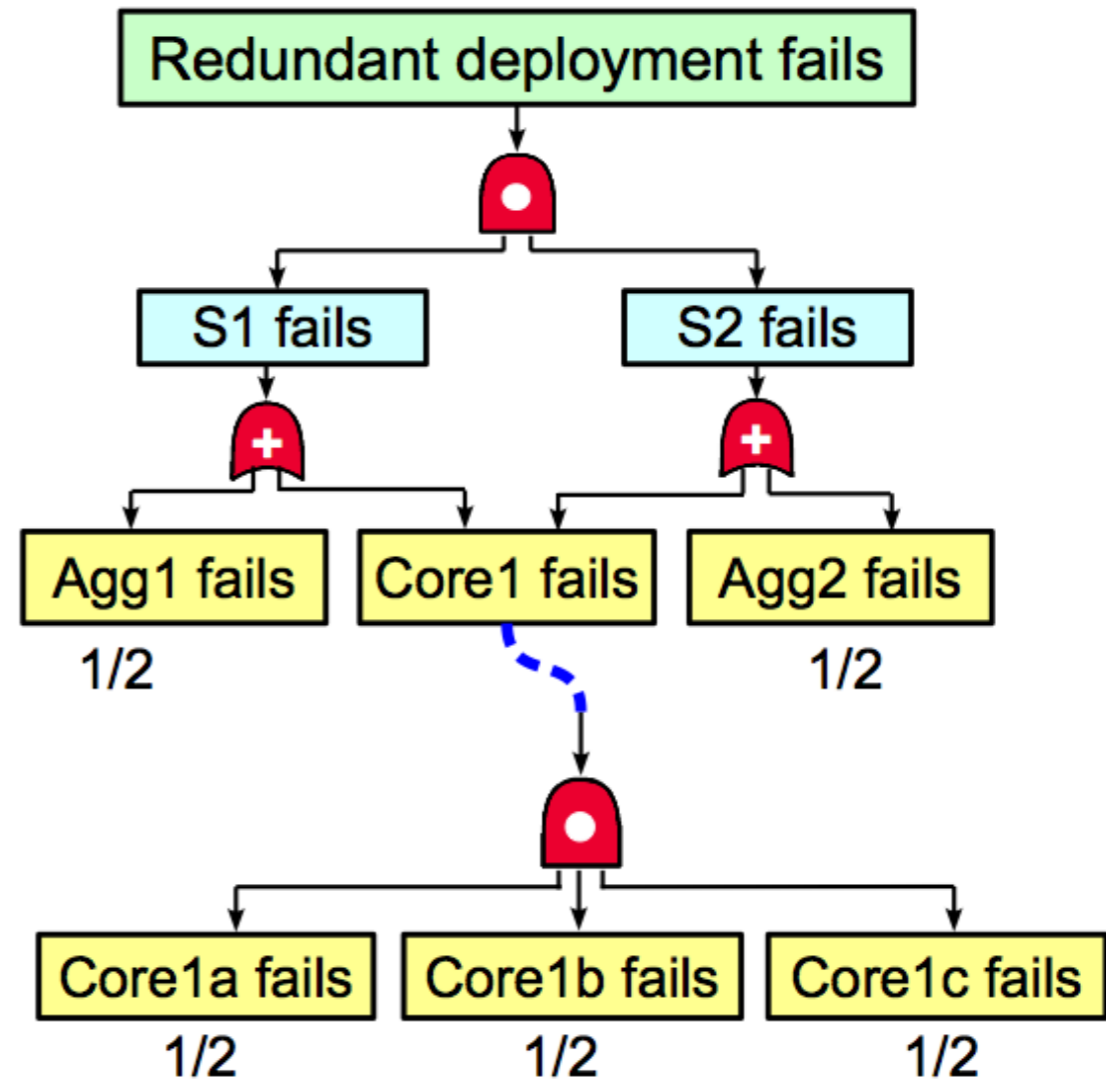 Redundant deployment fails
S1 fails
S2 fails
+
+
Agg1 fails
Core1 fails
Agg2 fails
1/2
1/2
Core1a fails
Core1b fails
Core1c fails
1/2
1/2
1/2